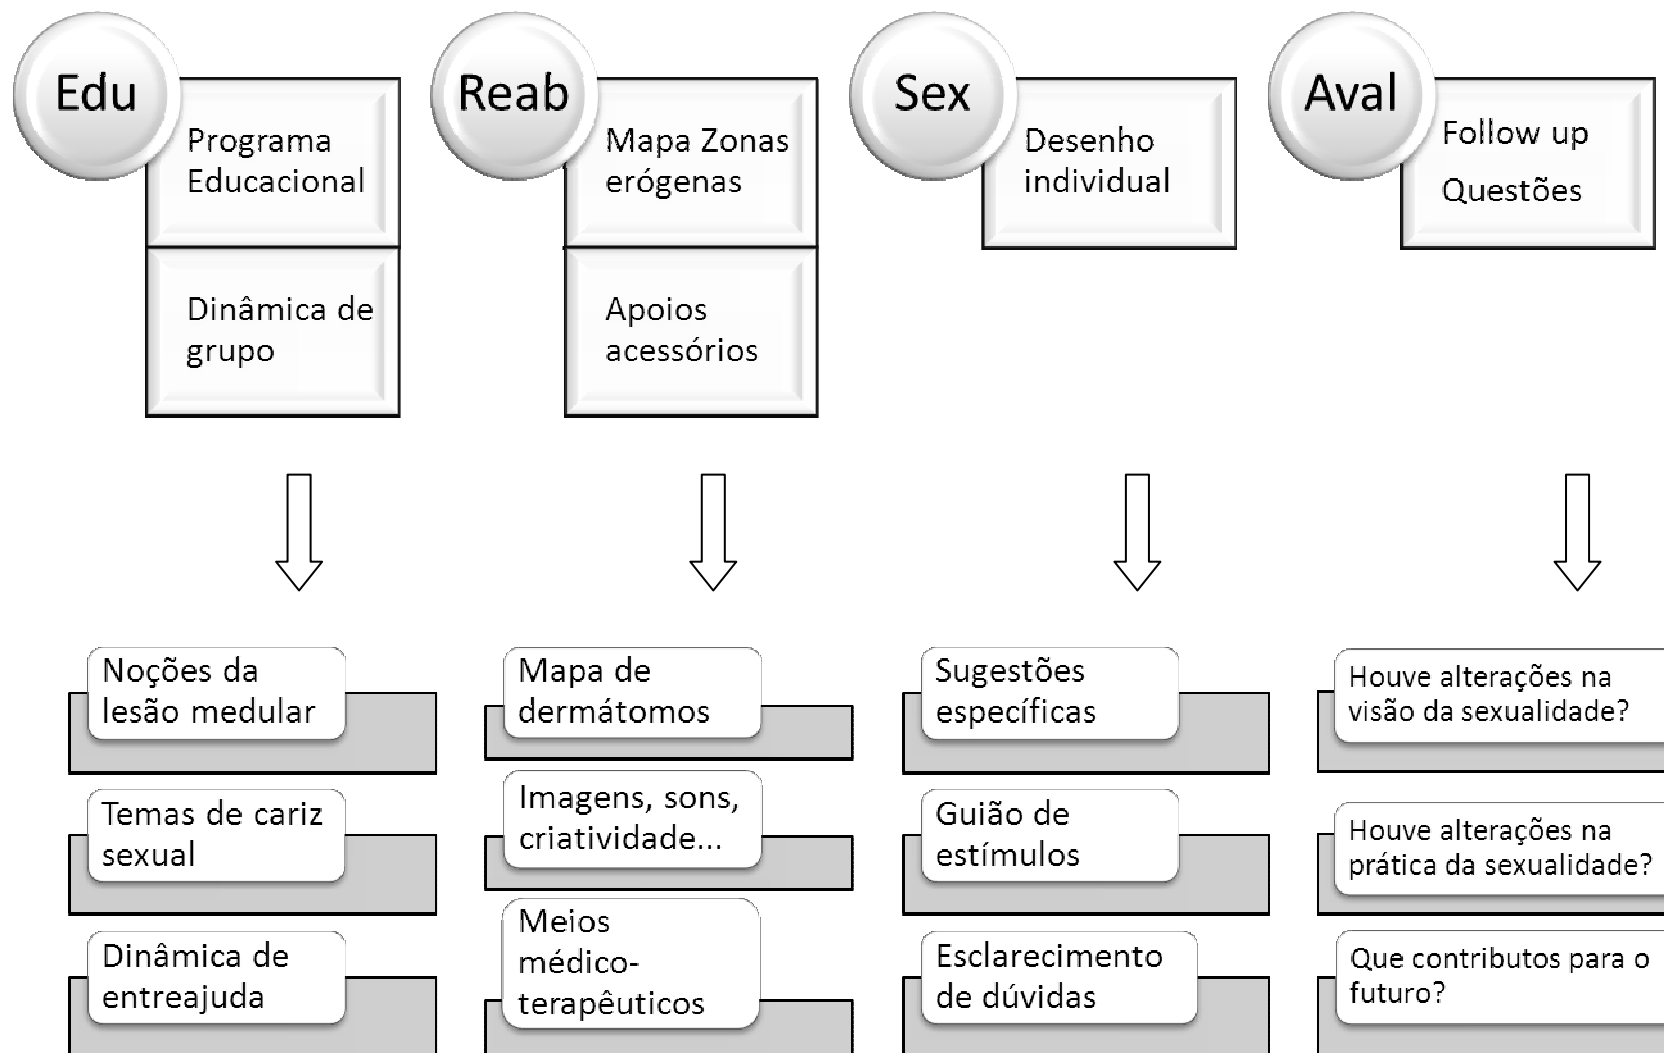 Edu
Programa
Educacional
Dinâmica de
grupo
Reab
Mapa Zonas
erógenas
Apoios
acessórios
Sex
Desenho
individual
Aval
Follow up
Questões
Noções da
lesão medular
Temas de cariz
sexual
Dinâmica de
entreajuda
Mapa de
dermátomos
Imagens, sons,
criatividade...
Meios
médico-
terapêuticos
Sugestões
específicas
Guião de
estímulos
Esclarecimento
de dúvidas
Houve alterações na
visão da sexualidade?
Houve alterações na
prática da sexualidade?
Que contributos para o
futuro?